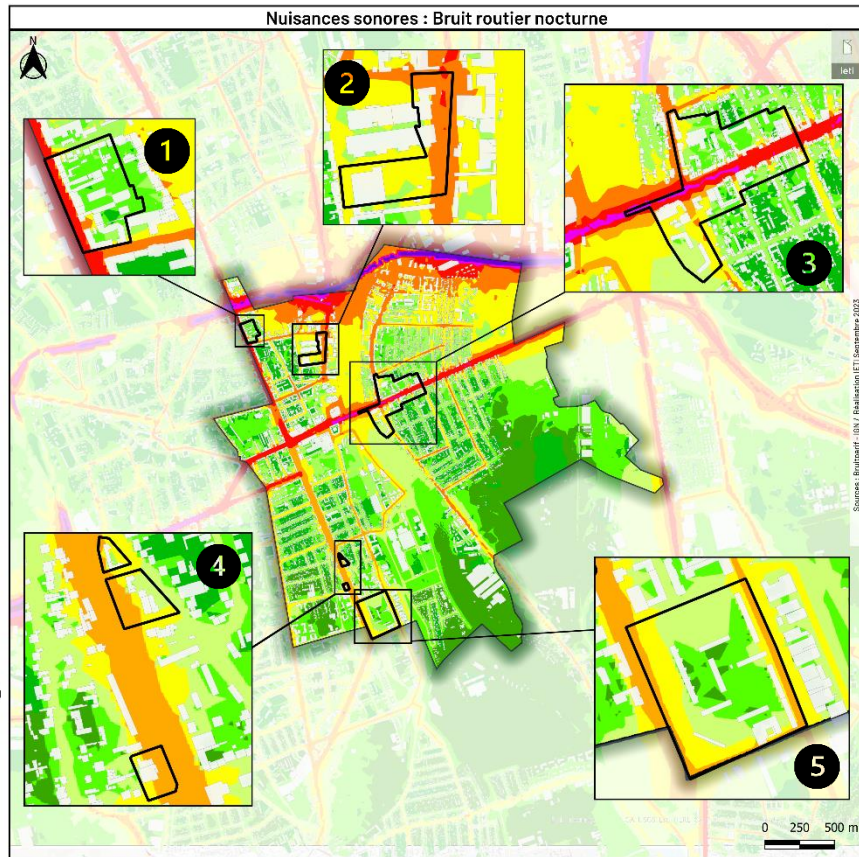 Nuisances sonores : Bruit routier nocturne
N
IETI
1
2
3
4
5
Sources : Bruitparif - IGN / Réalisation IETI Septembre 2023
0 250 500 m